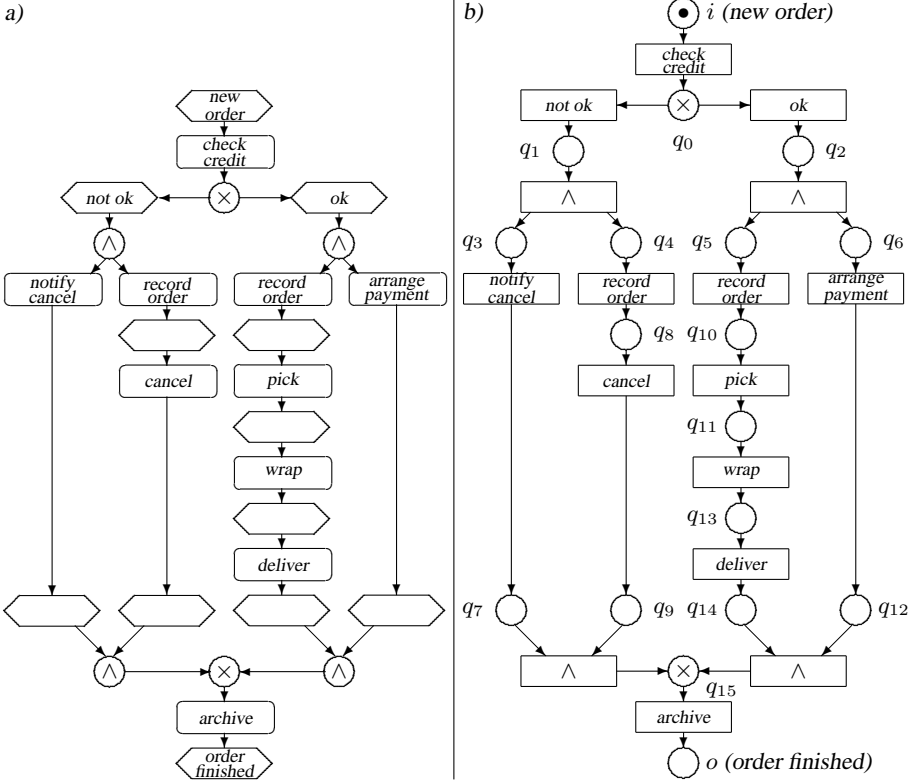 a)
new
order
check
credit
×
not ok
ok
∧
∧
notify
cancel
record
order
record
order
arrange
payment
cancel
pick
wrap
deliver
∧
×
∧
archive
order
finished
b)
i (new order)
check
credit
not ok
×
ok
q0
q1
q2
∧
∧
q3
q4
q5
q6
notify
cancel
record
order
record
order
arrange
payment
q8
q10
cancel
pick
q11
wrap
q13
deliver
q7
q9
q14
q12
∧
×
∧
q15
archive
o (order finished)